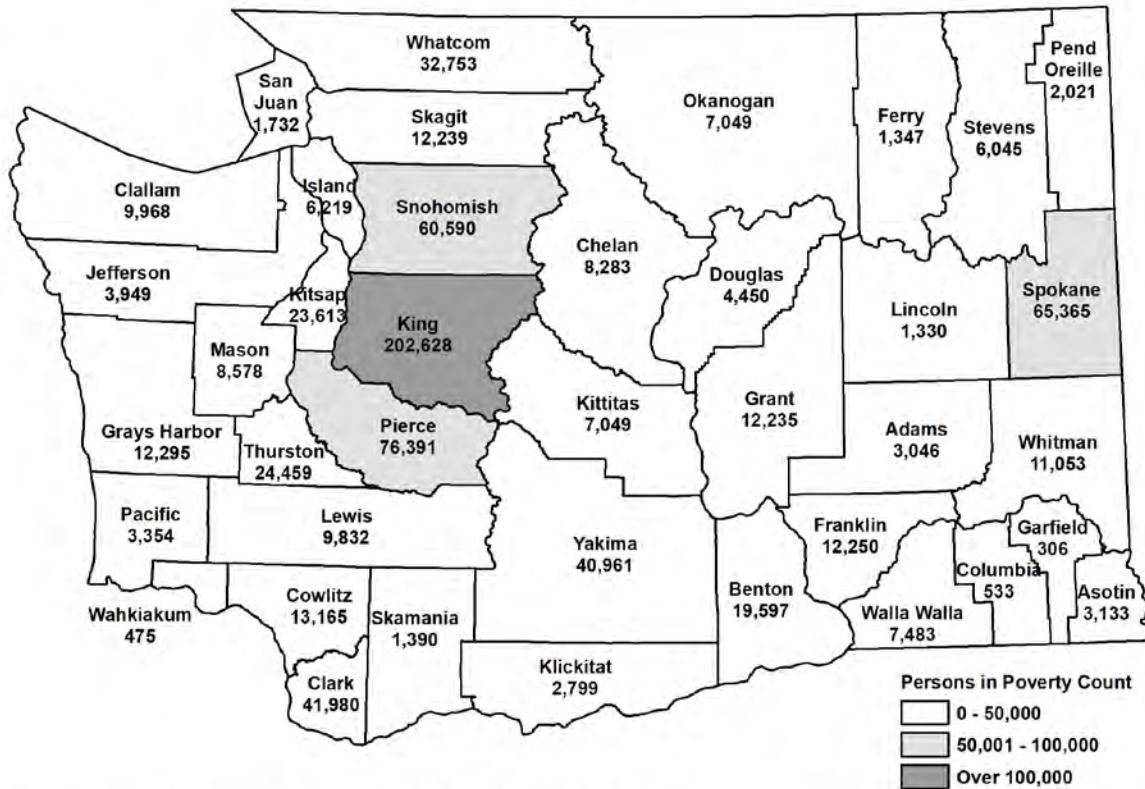 Whatcom
32,753
San
Juan
1,732
Skagit
12,239
Okanogan
7,049
Ferry
1,347
Stevens
6,045
Pend
Oreille
2,021
Clallam
9,968
Island
6,219
Snohomish
60,590
Chelan
8,283
Douglas
4,450
Jefferson
3,949
Kitsap
23,613
King
202,628
Lincoln
1,330
Spokane
65,365
Mason
8,578
Kittitas
7,049
Grant
12,235
Grays Harbor
12,295
Thurston
24,459
Pierce
76,391
Adams
3,046
Whitman
11,053
Pacific
3,354
Lewis
9,832
Yakima
40,961
Franklin
12,250
Garfield
306
Columbia
533
Asotin
3,133
Wahkiakum
475
Cowlitz
13,165
Skamania
1,390
Benton
19,597
Walla Walla
7,483
Clark
41,980
Klickitat
2,799
Persons in Poverty Count
0 - 50,000
50,001 - 100,000
Over 100,000